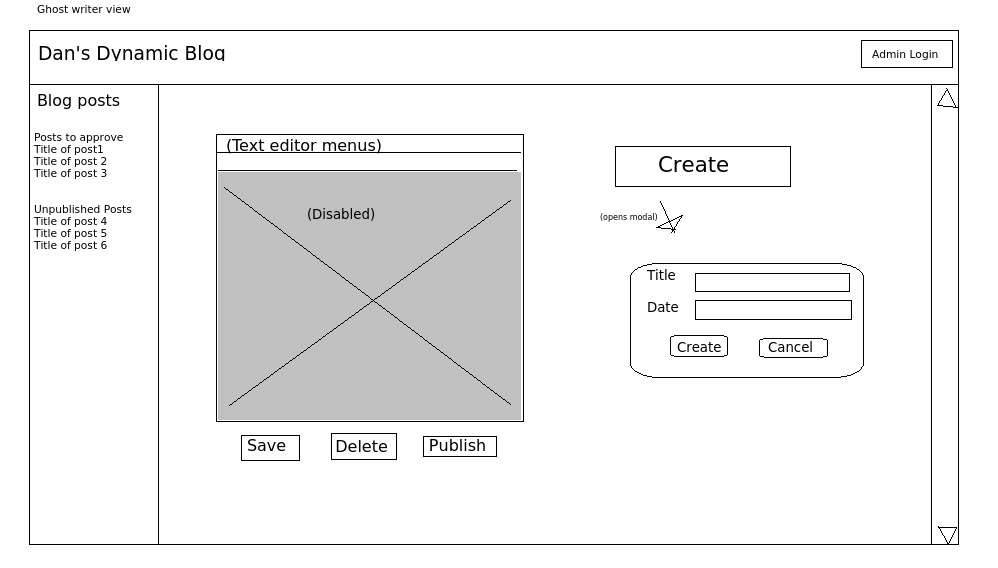 Ghost writer view
Dan's Dynamic Blog
Admin Login
Blog posts
Posts to approve
Title of post1
Title of post 2
Title of post 3
Unpublished Posts
Title of post 4
Title of post 5
Title of post 6
(Text editor menus)
(Disabled)
Save
Delete
Publish
Create
(opens modal)
Title
Date
Create
Cancel